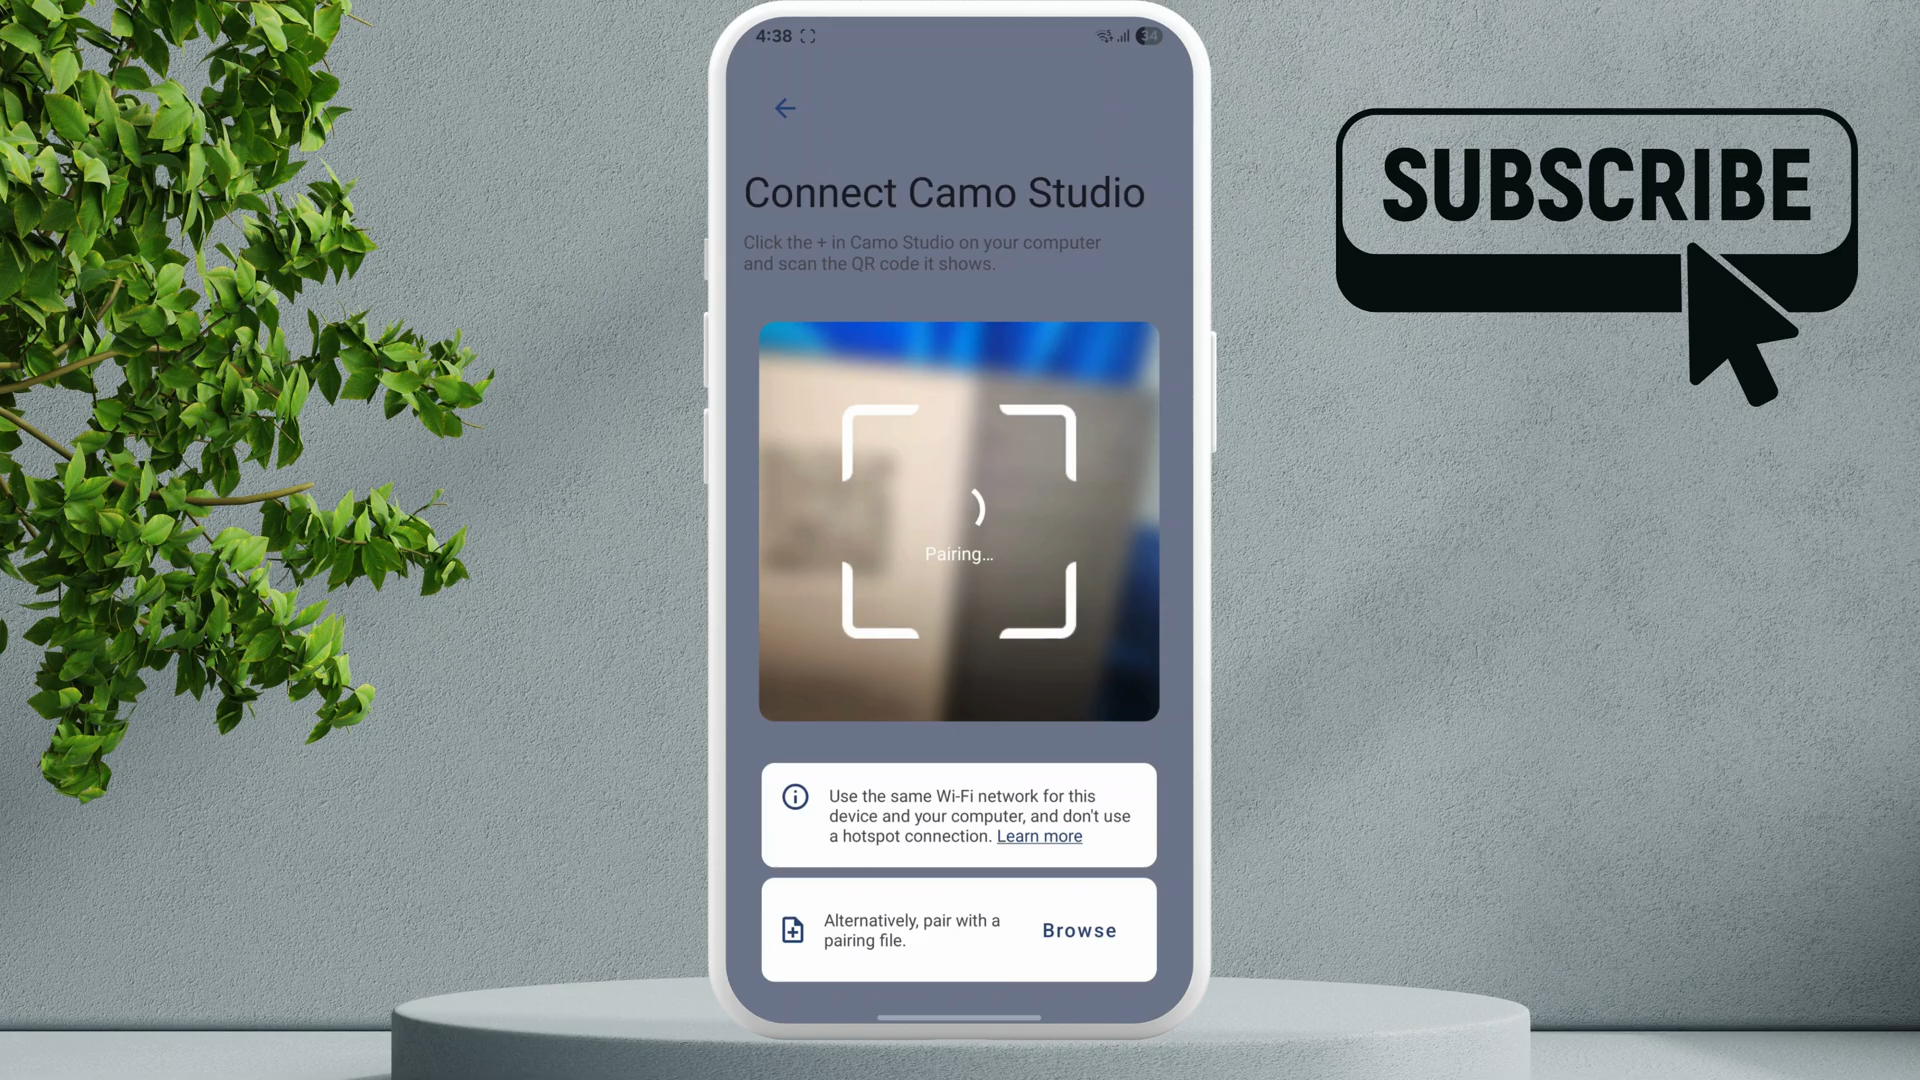 4:38
34
Connect Camo Studio
Click the + in Camo Studio on your computer
and scan the QR code it shows.
Pairing...
Use the same Wi-Fi network for this
device and your computer, and don't use
a hotspot connection. Learn more
Alternatively, pair with a
pairing file.
Browse
SUBSCRIBE